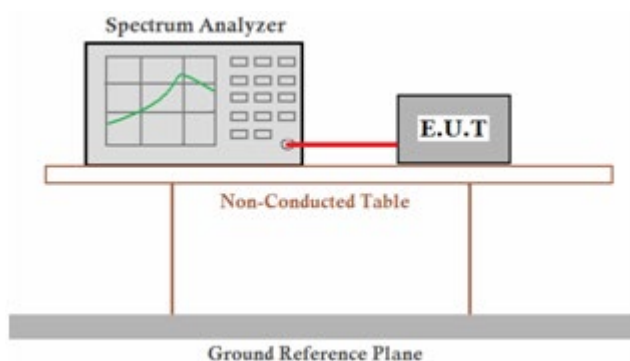 Spectrum Analyzer
E.U.T
Non-Conducted Table
Ground Reference Plane